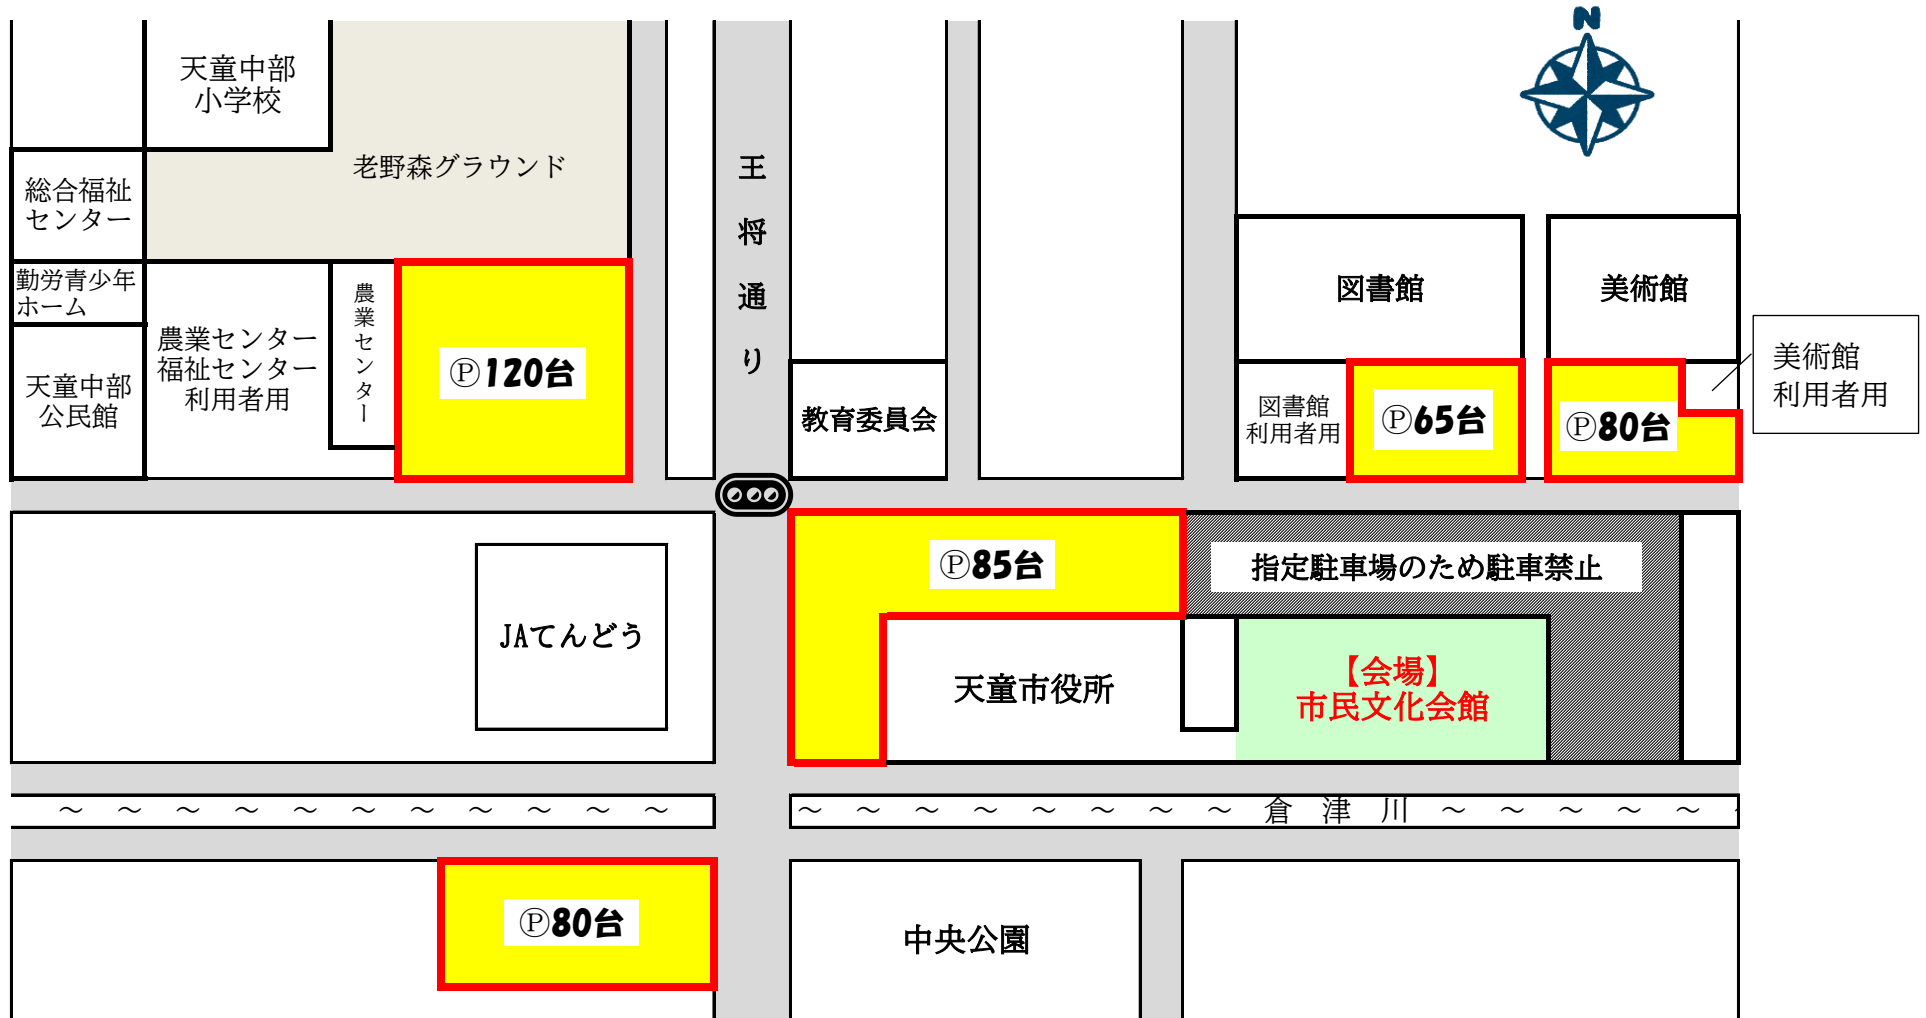 N
天童中部
小学校
老野森グラウンド
総合福祉
センター
勤労青少年
ホーム
天童中部
公民館
農業センター
福祉センター
利用者用
農業センター
Ⓟ120台
王将通り
教育委員会
図書館
美術館
図書館
利用者用
Ⓟ65台
Ⓟ80台
美術館
利用者用
Ⓟ85台
指定駐車場のため駐車禁止
JAてんどう
天童市役所
【会場】
市民文化会館
～　～　～　～　～　～　～　～　～　～　～
～　～　～　～　～　～　～　～　倉　津　川　～　～　～　～　～
Ⓟ80台
中央公園